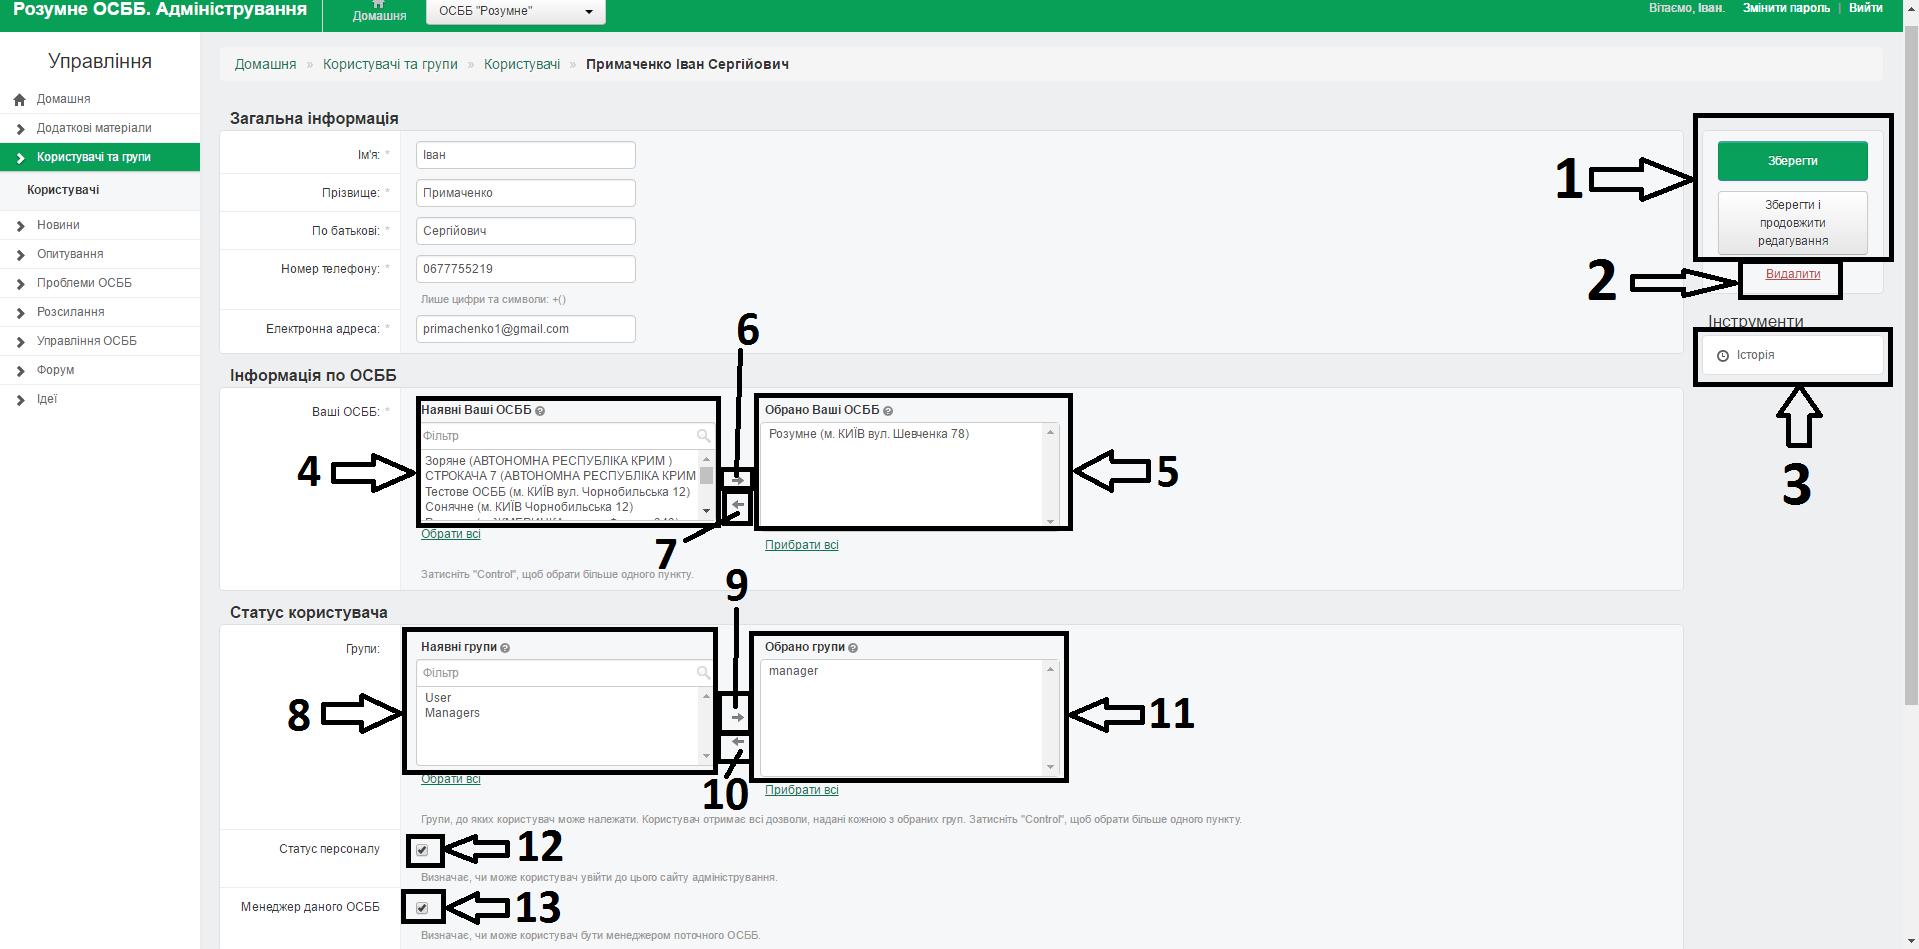 Розумне ОСББ. Адміністрування
Домашня
ОСББ "Розумне"
Вітаємо, Іван. Змінити пароль | Вийти
Управління
Домашня
Додаткові матеріали
Користувачі та групи
Користувачі
Новини
Опитування
Проблеми ОСББ
Розсилання
Управління ОСББ
Форум
Ідеї
Домашня » Користувачі та групи » Користувачі » Примаченко Іван Сергійович
Загальна інформація
Ім'я: * Іван
Прізвище: * Примаченко
По батькові: * Сергійович
Номер телефону: * 0677755219
Лише цифри та символи: +()
Електронна адреса: * primachenko1@gmail.com
1
Зберегти
Зберегти і
продовжити
редагування
2
Видалити
Інструменти
Історія
3
Інформація по ОСББ
Ваші ОСББ: *
Наявні Ваші ОСББ
Фільтр
Зоряне (АВТОНОМНА РЕСПУБЛІКА КРИМ )
СТРОКАЧА 7 (АВТОНОМНА РЕСПУБЛІКА КРИМ
Тестове ОСББ (м. КИЇВ вул. Чорнобильська 12)
Сонячне (м. КИЇВ Чорнобильська 12)
Обрати всі
4
6
7
Обрано Ваші ОСББ
Розумне (м. КИЇВ вул. Шевченка 78)
5
Прибрати всі
Затисніть "Control", щоб обрати більше одного пункту.
Статус користувача
Групи:
Наявні групи
Фільтр
User
Managers
Обрати всі
8
9
10
Обрано групи
manager
11
Прибрати всі
Групи, до яких користувач може належати. Користувач отримає всі дозволи, надані кожною з обраних груп. Затисніть "Control", щоб обрати більше одного пункту.
Статус персоналу
12
Визначає, чи може користувач увійти до цього сайту адміністрування.
Менеджер даного ОСББ
13
Визначає, чи може користувач бути менеджером поточного ОСББ.